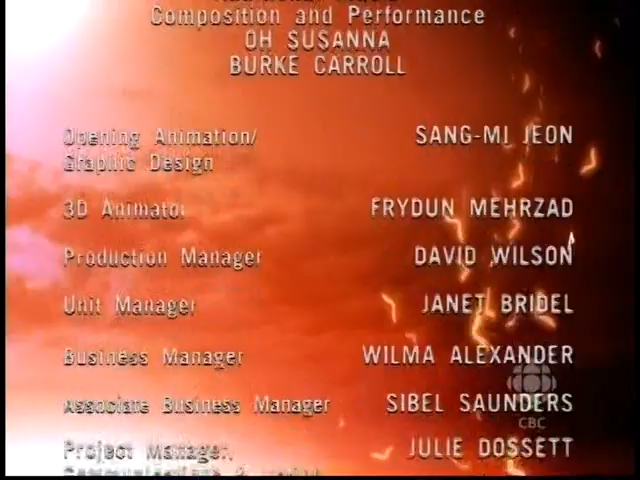 Composition and Performance
OH SUSANNA
BURKE CARROLL
Opening Animation/ SANG-MI JEON
Graphic Design
3D Animator FRYDUN MEHRZAD
Production Manager DAVID WILSON
Unit Manager JANET BRIDEL
Business Manager WILMA ALEXANDER
Associate Business Manager SIBEL SAUNDERS
CBC
Project Manager, JULIE DOSSETT